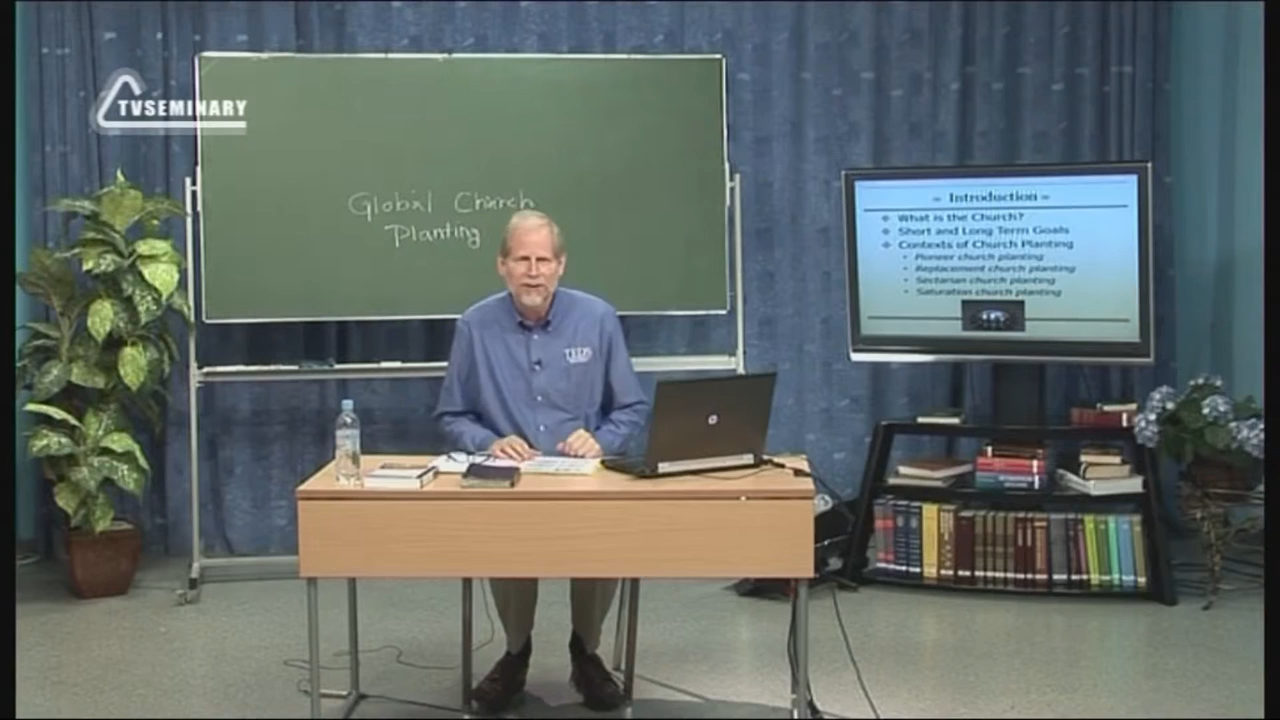 TVSEMINARY
Global Church
Planting
Introduction
What is the Church?
Short and Long Term Goals
Contexts of Church Planting
Pioneer church planting
Replacement church planting
Sectarian church planting
Saturation church planting
TEDS